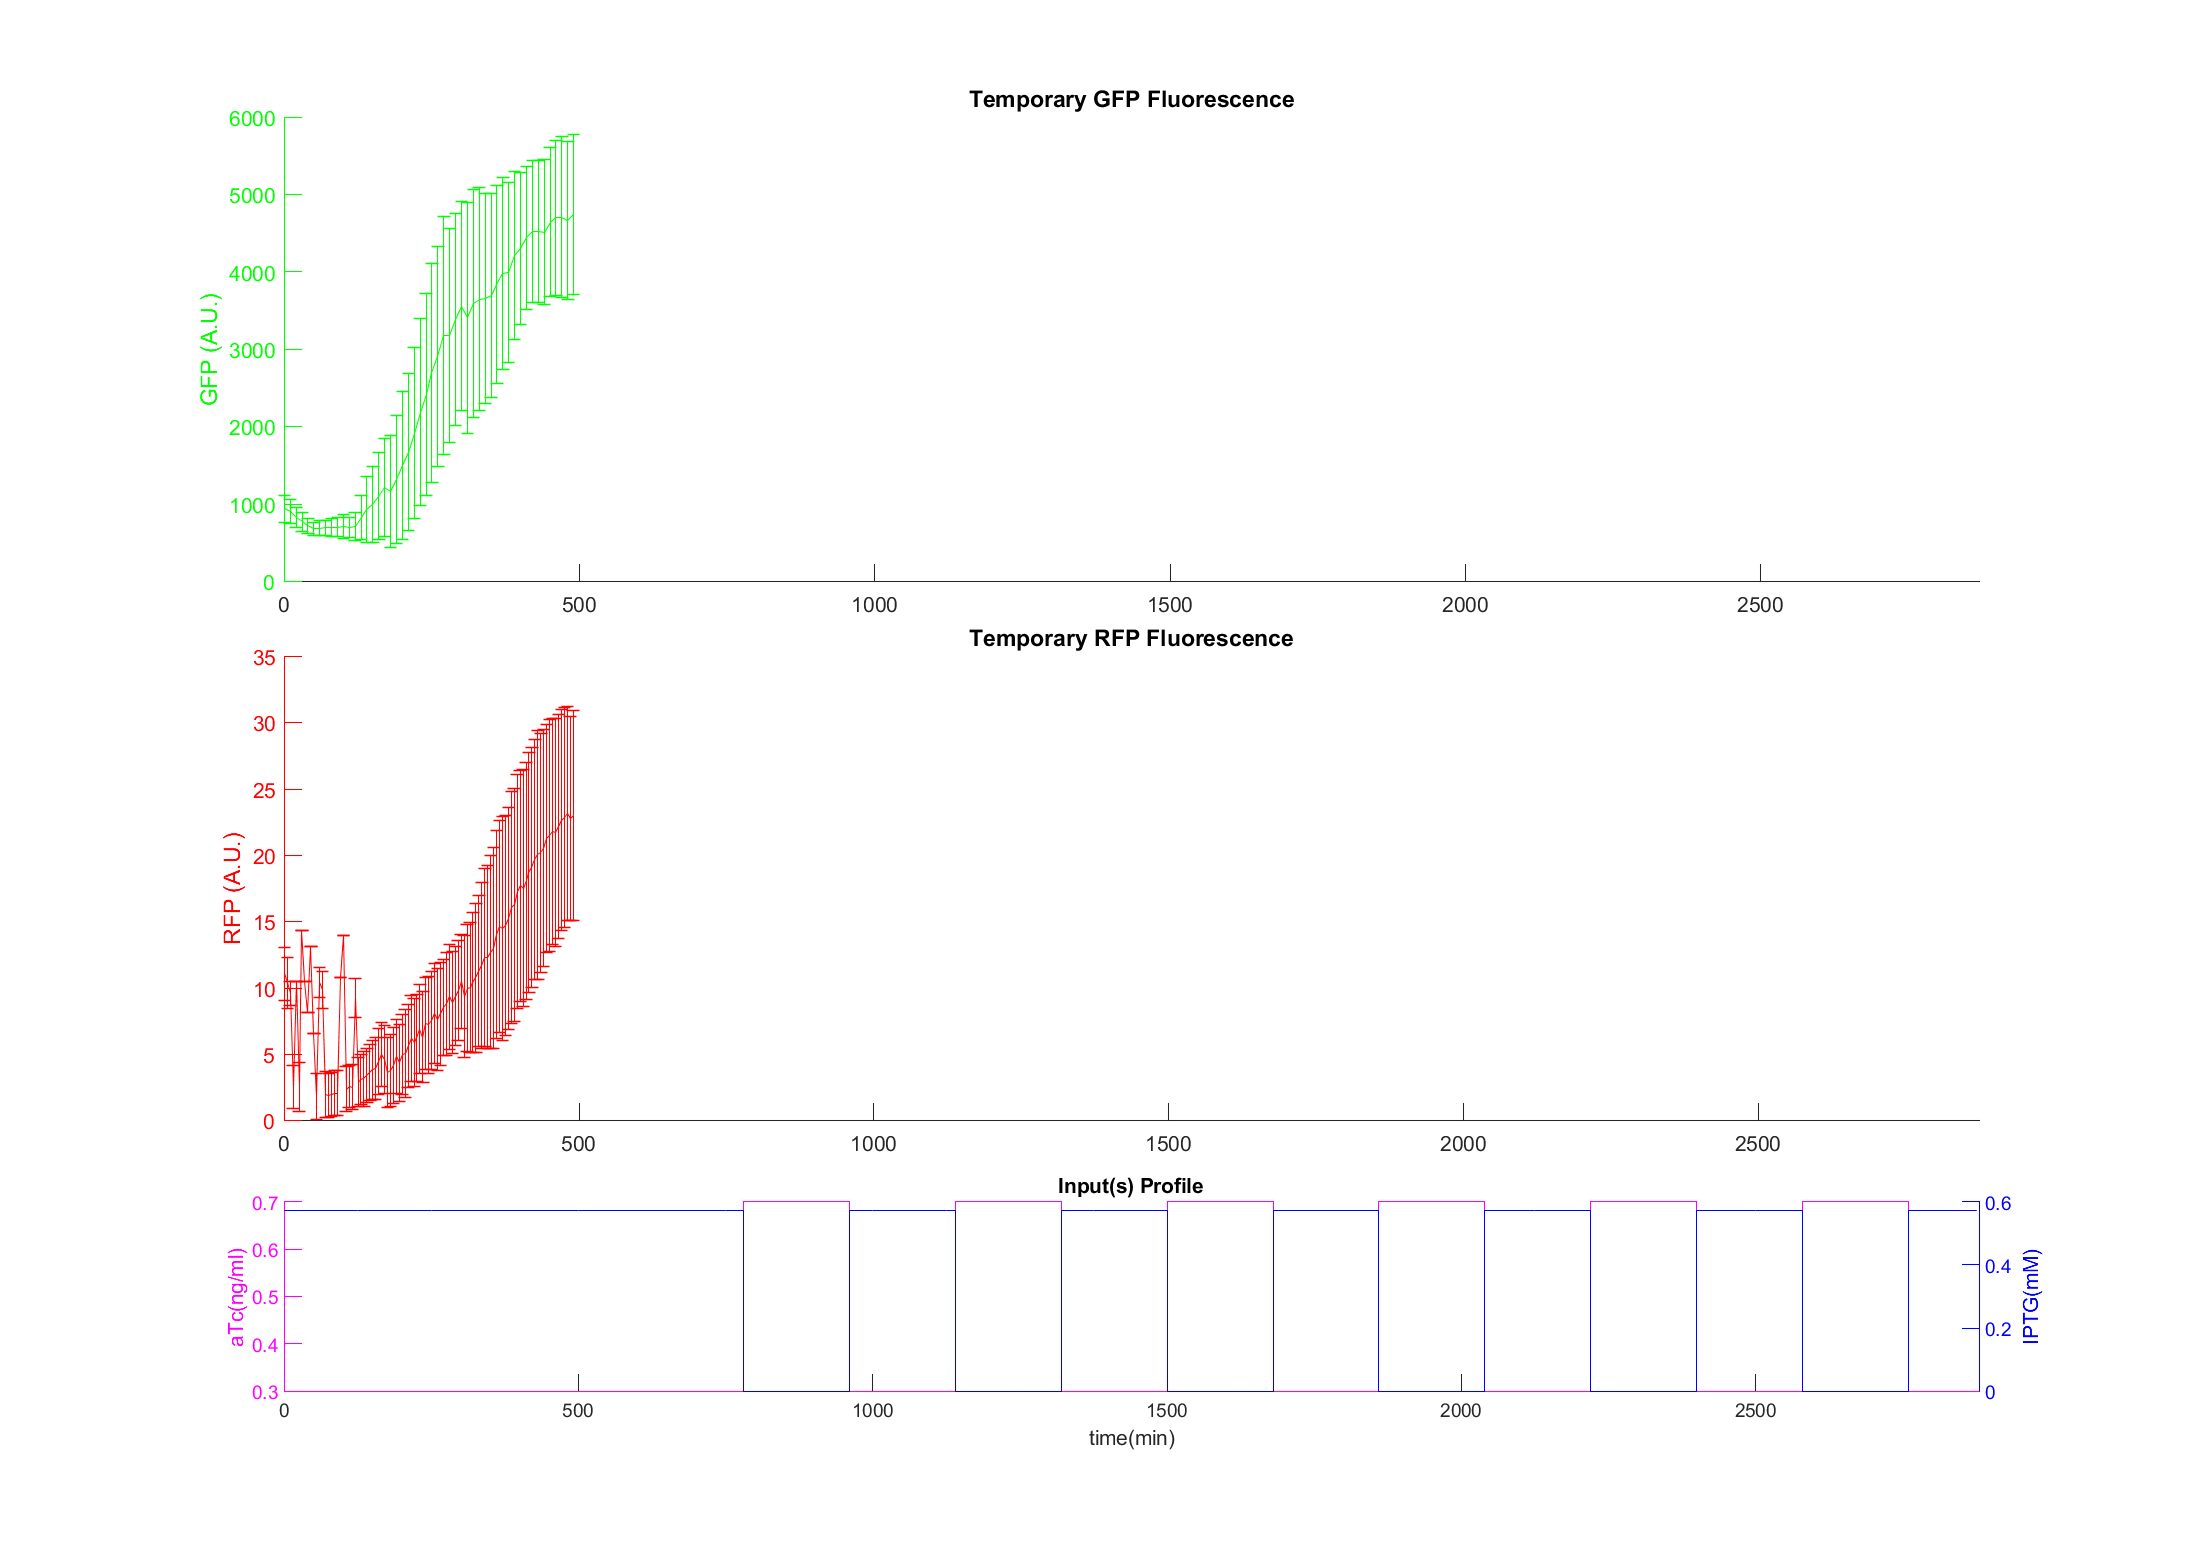 Temporary GFP Fluorescence
6000
5000
4000
3000
2000
1000
0
GFP (A.U.)
0 500 1000 1500 2000 2500
Temporary RFP Fluorescence
35
30
25
20
15
10
5
0
RFP (A.U.)
0 500 1000 1500 2000 2500
Input(s) Profile
0.7
0.6
0.5
0.4
0.3
aTc(ng/ml)
0.6
0.4
0.2
0
IPTG(mM)
0 500 1000 1500 2000 2500
time(min)